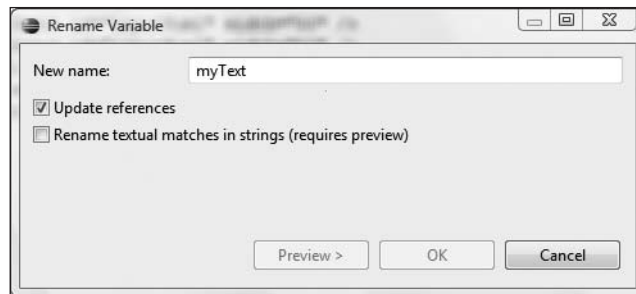 Rename Variable
New name: myText
Update references
Rename textual matches in strings (requires preview)
Preview > OK Cancel